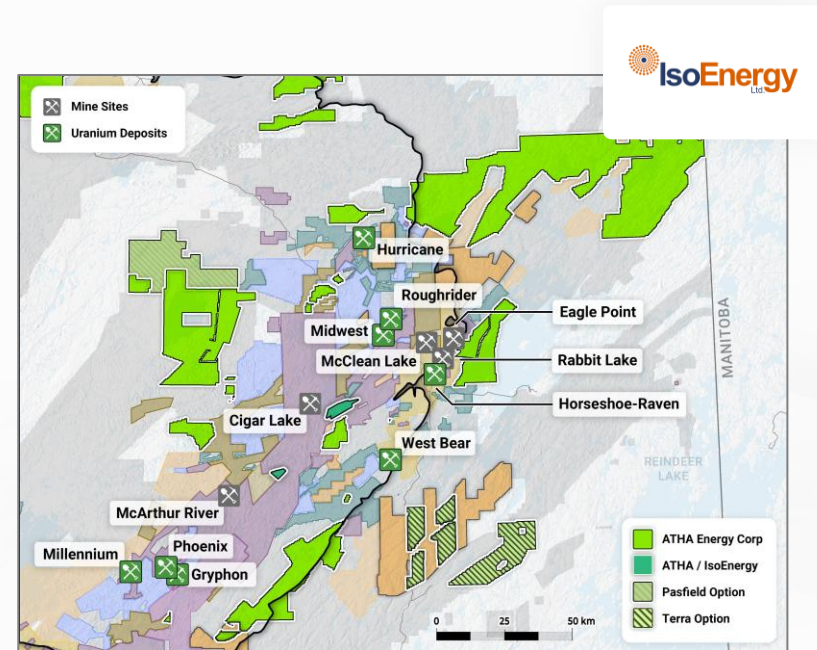 IsoEnergy
Ltd.
Mine Sites
Uranium Deposits
Hurricane
Roughrider
Eagle Point
Midwest
McClean Lake
Rabbit Lake
Horseshoe-Raven
Cigar Lake
West Bear
MANITOBA
REINDEER
LAKE
McArthur River
Phoenix
Millennium
Gryphon
ATHA Energy Corp
ATHA / IsoEnergy
Pasfield Option
Terra Option
0 25 50 km